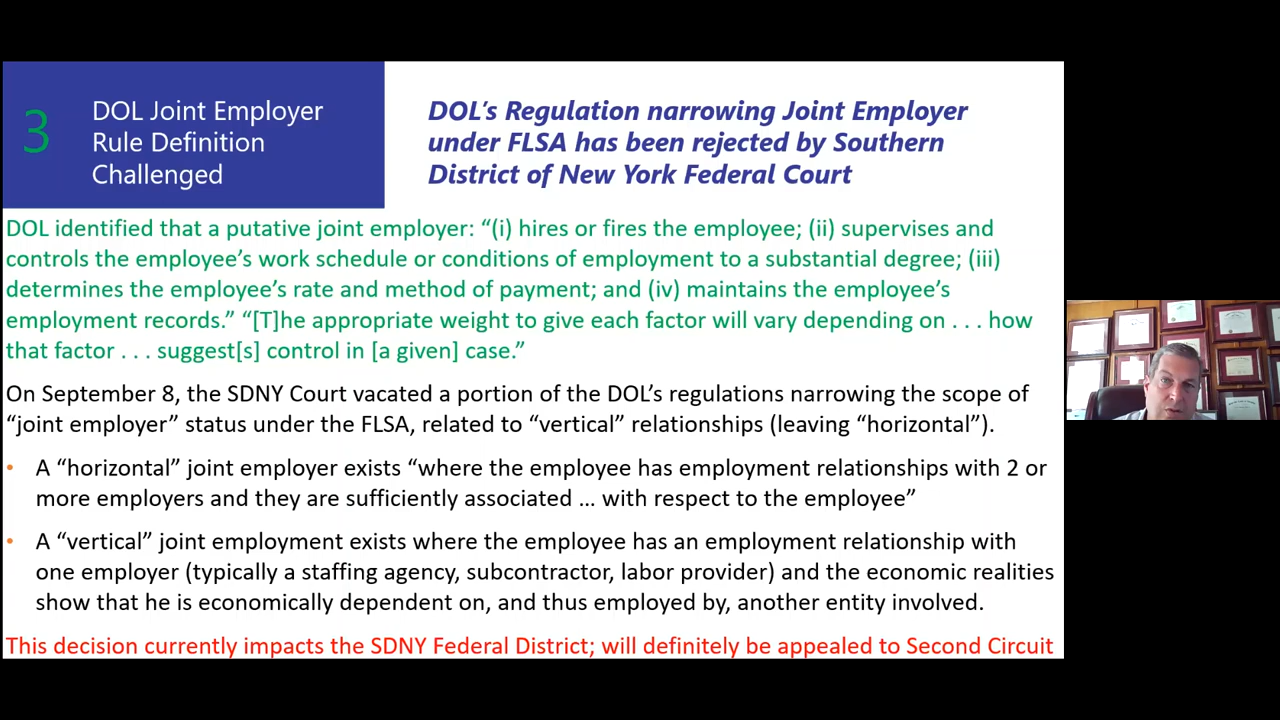 3
DOL Joint Employer
Rule Definition
Challenged
DOL's Regulation narrowing Joint Employer
under FLSA has been rejected by Southern
District of New York Federal Court
DOL identified that a putative joint employer: “(i) hires or fires the employee; (ii) supervises and
controls the employee’s work schedule or conditions of employment to a substantial degree; (iii)
determines the employee’s rate and method of payment; and (iv) maintains the employee’s
employment records.” “[T]he appropriate weight to give each factor will vary depending on . . . how
that factor . . . suggest[s] control in [a given] case.”
On September 8, the SDNY Court vacated a portion of the DOL’s regulations narrowing the scope of
“joint employer” status under the FLSA, related to “vertical” relationships (leaving “horizontal”).
• A “horizontal” joint employer exists “where the employee has employment relationships with 2 or
more employers and they are sufficiently associated … with respect to the employee”
• A “vertical” joint employment exists where the employee has an employment relationship with
one employer (typically a staffing agency, subcontractor, labor provider) and the economic realities
show that he is economically dependent on, and thus employed by, another entity involved.
This decision currently impacts the SDNY Federal District; will definitely be appealed to Second Circuit